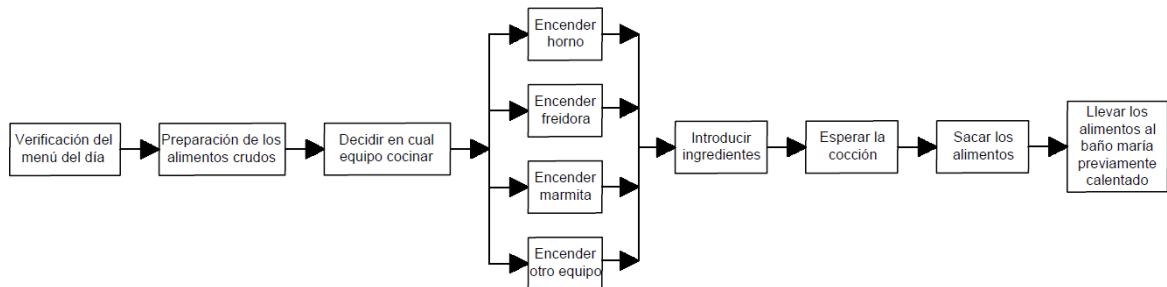 Verificación del
menú del día
Preparación de los
alimentos crudos
Decidir en cual
equipo cocinar
Encender
horno
Encender
freidora
Encender
marmita
Encender
otro equipo
Introducir
ingredientes
Esperar la
cocción
Sacar los
alimentos
Llevar los
alimentos al
baño maría
previamente
calentado